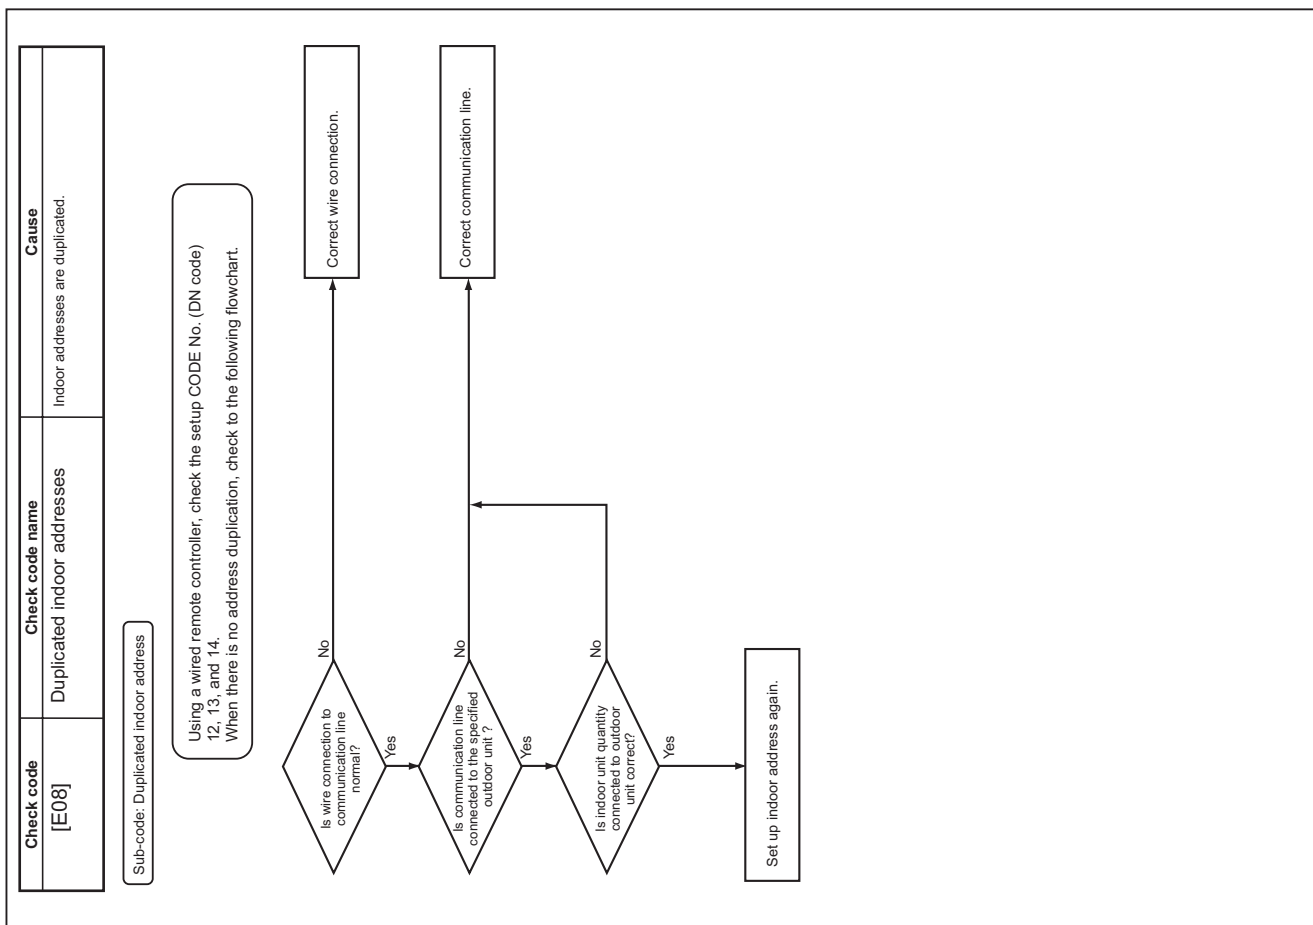 Check code
Check code name
Cause
[E08]
Duplicated indoor addresses
Indoor addresses are duplicated.
Sub-code: Duplicated indoor address
Using a wired remote controller, check the setup CODE No. (DN code)
12, 13, and 14.
When there is no address duplication, check to the following flowchart.
Is wire connection to
communication line
normal?
No
Correct wire connection.
Yes
Is communication line
connected to the specified
outdoor unit ?
No
Correct communication line.
Yes
Is indoor unit quantity
connected to outdoor
unit correct?
No
Yes
Set up indoor address again.